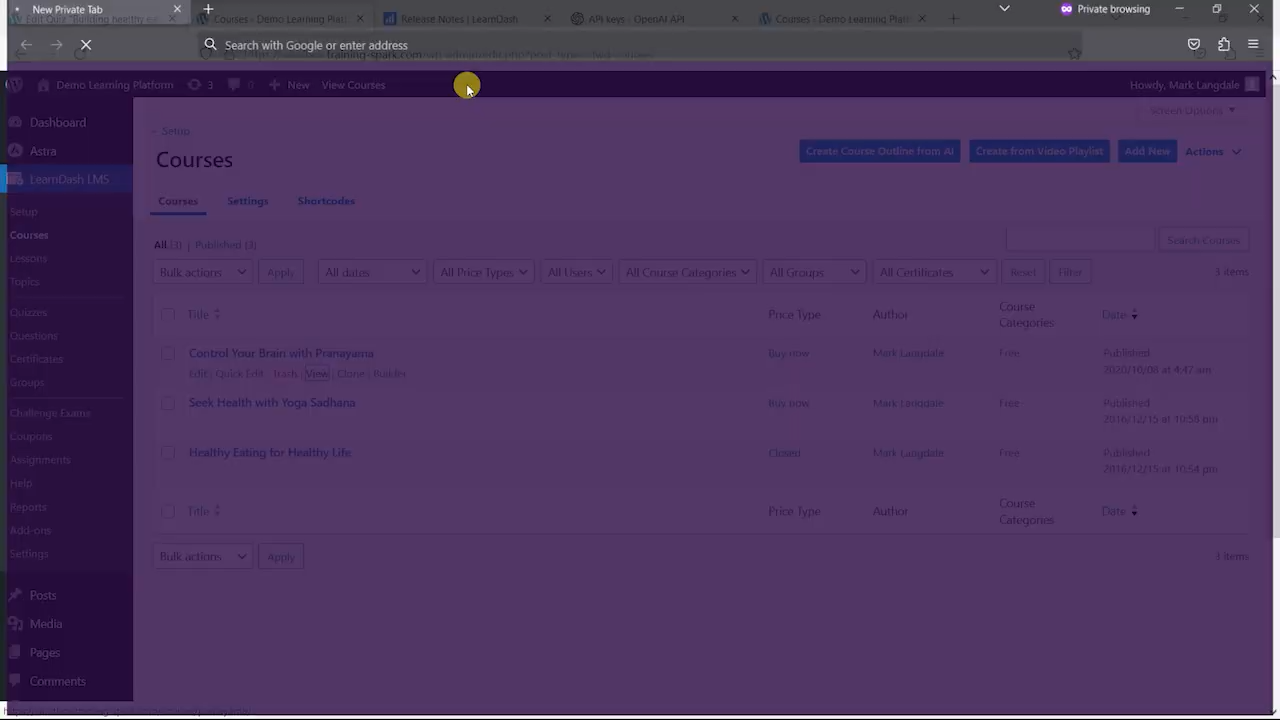 New Private Tab
Private browsing
Edit Quiz "Building healthy ea
Courses - Demo Learning Platform
Release Notes | LearnDash
API keys - OpenAI API
Courses - Demo Learning Platform
Search with Google or enter address
Demo Learning Platform 3 0 New View Courses
Howdy, Mark Langdale
Screen Options
Dashboard
Astra
LearnDash LMS
Setup
Courses
Lessons
Topics
Quizzes
Questions
Certificates
Groups
Challenge Exams
Coupons
Assignments
Help
Reports
Add-ons
Settings
Posts
Media
Pages
Comments
Setup
Courses
Create Course Outline from AI Create from Video Playlist Add New Actions
Courses Settings Shortcodes
All (3) | Published (3)
Search Courses
Bulk actions Apply All dates All Price Types All Users All Course Categories All Groups All Certificates Reset Filter 3 items
Title Price Type Author Course Categories Date
Control Your Brain with Pranayama Buy now Mark Langdale Free Published
Edit | Quick Edit | Trash | View | Clone | Builder 2020/10/08 at 4:47 am
Seek Health with Yoga Sadhana Buy now Mark Langdale Free Published
2016/12/15 at 10:58 pm
Healthy Eating for Healthy Life Closed Mark Langdale Free Published
2016/12/15 at 10:54 pm
Title Price Type Author Course Categories Date
Bulk actions Apply 3 items